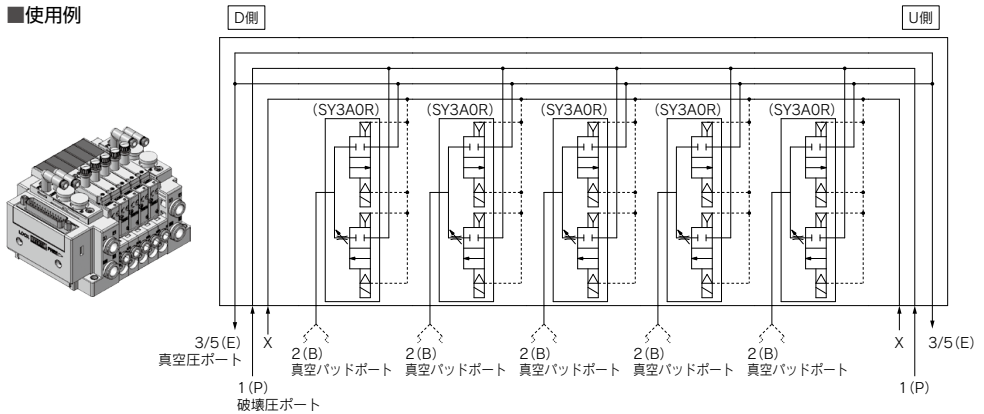 ■使用例
D側
U側
(SY3A0R)
(SY3A0R)
(SY3A0R)
(SY3A0R)
(SY3A0R)
3/5(E)
真空圧ポート
X
1(P)
破壊圧ポート
2(B)
真空パッドポート
2(B)
真空パッドポート
2(B)
真空パッドポート
2(B)
真空パッドポート
2(B)
真空パッドポート
X
3/5(E)
1(P)